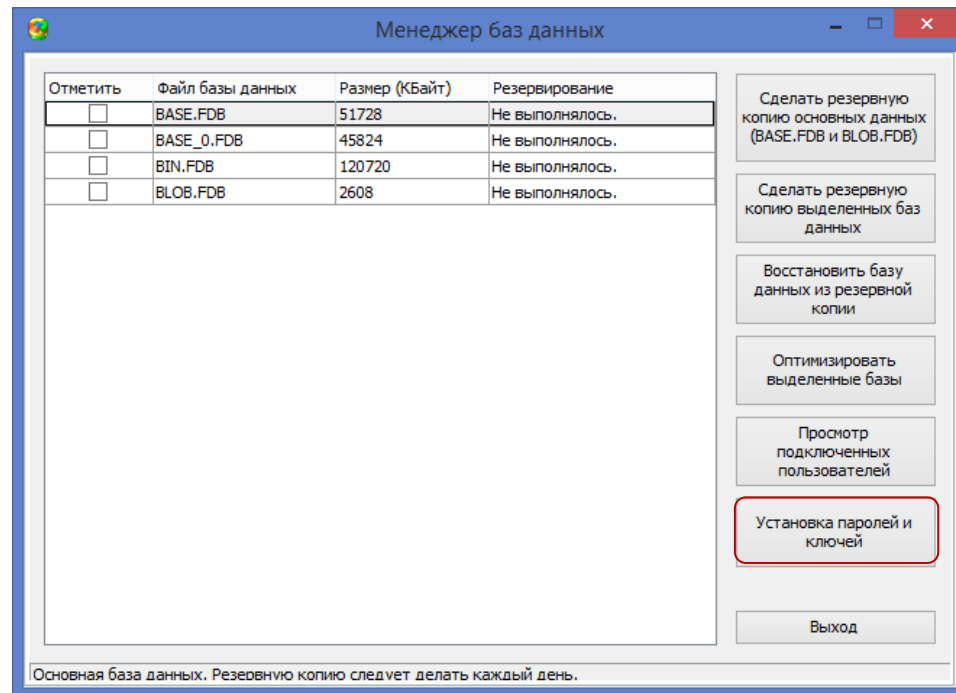 Менеджер баз данных
Отметить Файл базы данных Размер (КБайт) Резервирование
BASE.FDB 51728 Не выполнялось.
BASE_0.FDB 45824 Не выполнялось.
BIN.FDB 120720 Не выполнялось.
BLOB.FDB 2608 Не выполнялось.
Сделать резервную
копию основных данных
(BASE.FDB и BLOB.FDB)
Сделать резервную
копию выделенных баз
данных
Восстановить базу
данных из резервной
копии
Оптимизировать
выделенные базы
Просмотр
подключенных
пользователей
Установка паролей и
ключей
Выход
Основная база данных. Резервную копию следует делать каждый день.